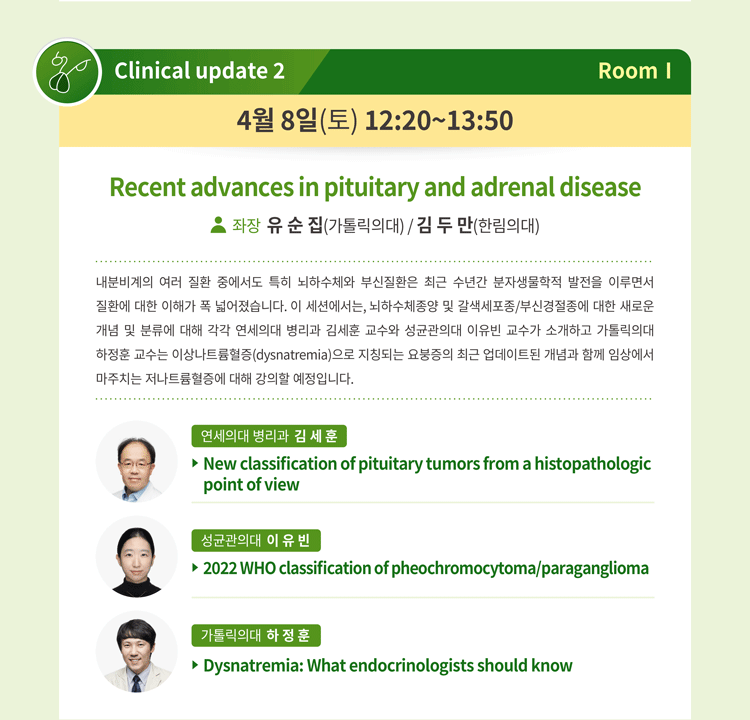 Clinical update 2
Room I
4월 8일(토) 12:20~13:50
Recent advances in pituitary and adrenal disease
좌장 유 순 집(가톨릭의대) / 김 두 만(한림의대)
내분비계의 여러 질환 중에서도 특히 뇌하수체와 부신질환은 최근 수년간 분자생물학적 발전을 이루면서
질환에 대한 이해가 폭 넓어졌습니다. 이 세션에서는, 뇌하수체종양 및 갈색세포종/부신경절종에 대한 새로운
개념 및 분류에 대해 각각 연세의대 병리과 김세훈 교수와 성균관의대 이유빈 교수가 소개하고 가톨릭의대
하정훈 교수는 이상나트륨혈증(dysnatremia)으로 지칭되는 요붕증의 최근 업데이트된 개념과 함께 임상에서
마주치는 저나트륨혈증에 대해 강의할 예정입니다.
연세의대 병리과 김 세 훈
New classification of pituitary tumors from a histopathologic
point of view
성균관의대 이 유 빈
2022 WHO classification of pheochromocytoma/paraganglioma
가톨릭의대 하 정 훈
Dysnatremia: What endocrinologists should know